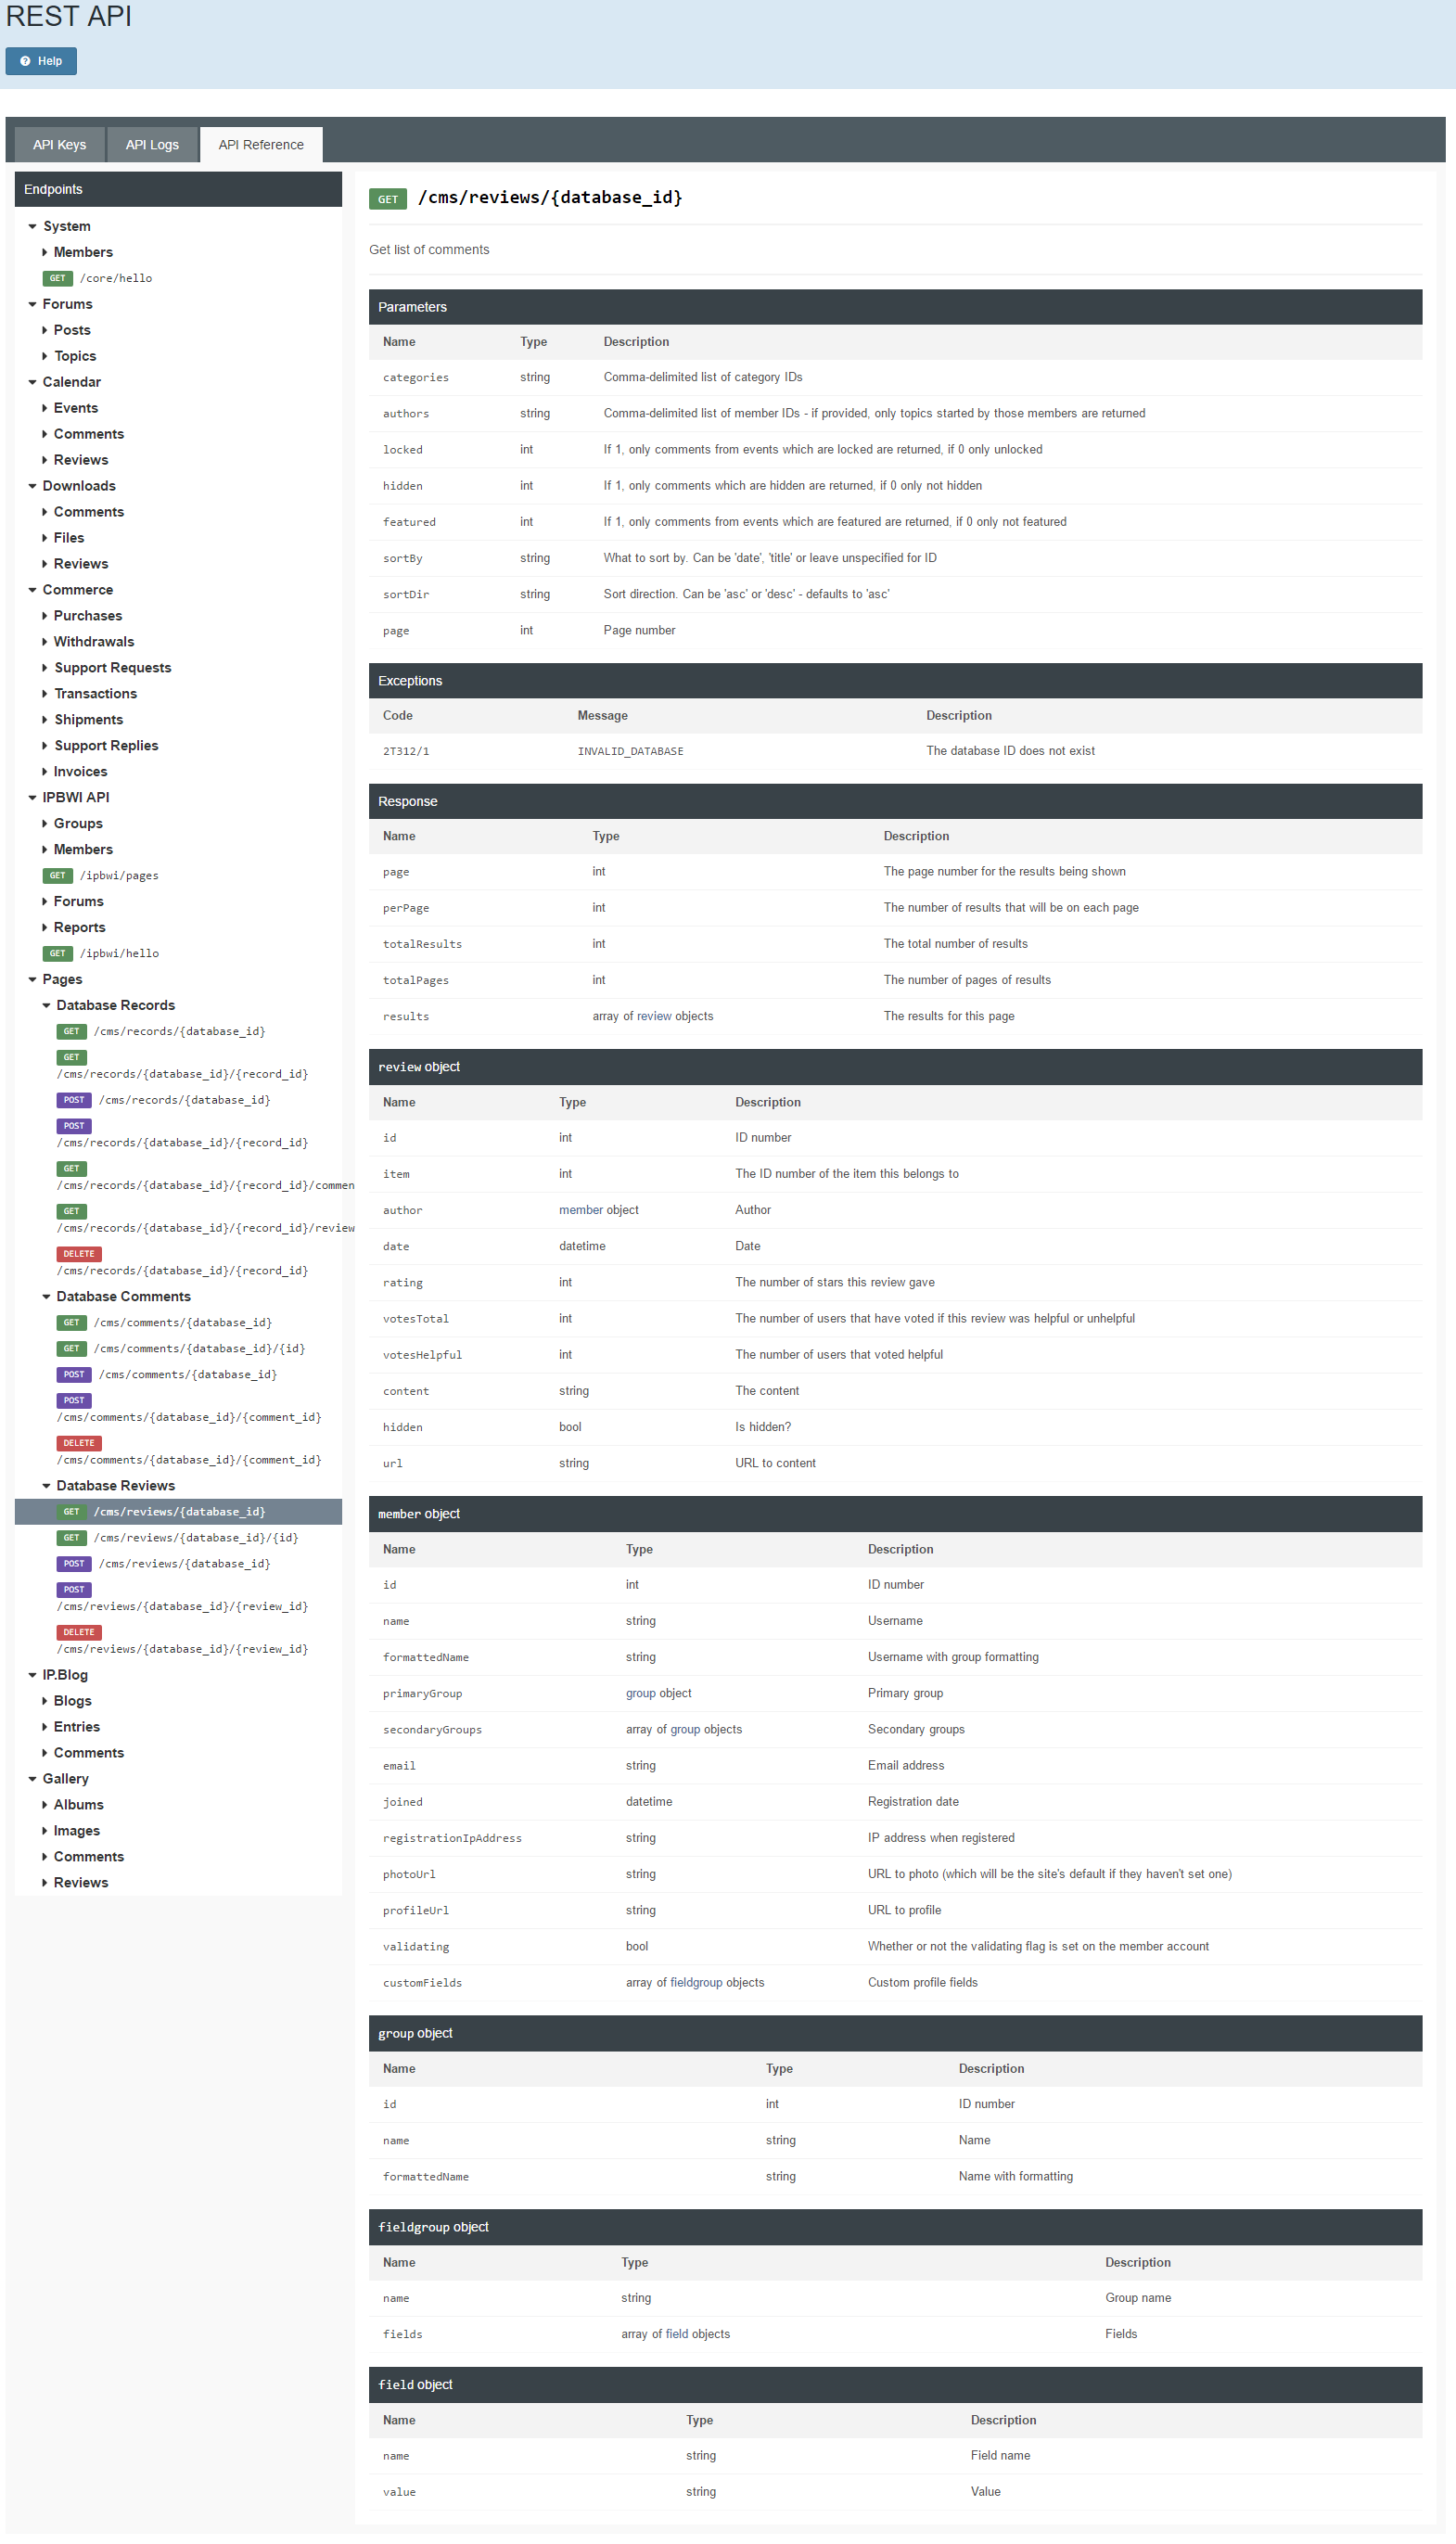 REST API
Help
API Keys API Logs API Reference
Endpoints
System
Members
GET /core/hello
Forums
Posts
Topics
Calendar
Events
Comments
Reviews
Downloads
Comments
Files
Reviews
Commerce
Purchases
Withdrawals
Support Requests
Transactions
Shipments
Support Replies
Invoices
IPBWI API
Groups
Members
GET /ipbwi/pages
Forums
Reports
GET /ipbwi/hello
Pages
Database Records
GET /cms/records/{database_id}
GET
/cms/records/{database_id}/{record_id}
POST /cms/records/{database_id}
POST
/cms/records/{database_id}/{record_id}
GET
/cms/records/{database_id}/{record_id}/commen
GET
/cms/records/{database_id}/{record_id}/review
DELETE
/cms/records/{database_id}/{record_id}
Database Comments
GET /cms/comments/{database_id}
GET /cms/comments/{database_id}/{id}
POST /cms/comments/{database_id}
POST
/cms/comments/{database_id}/{comment_id}
DELETE
/cms/comments/{database_id}/{comment_id}
Database Reviews
GET /cms/reviews/{database_id}
GET /cms/reviews/{database_id}/{id}
POST /cms/reviews/{database_id}
POST
/cms/reviews/{database_id}/{review_id}
DELETE
/cms/reviews/{database_id}/{review_id}
IP.Blog
Blogs
Entries
Comments
Gallery
Albums
Images
Comments
Reviews
GET /cms/reviews/{database_id}
Get list of comments
Parameters
Name Type Description
categories string Comma-delimited list of category IDs
authors string Comma-delimited list of member IDs - if provided, only topics started by those members are returned
locked int If 1, only comments from events which are locked are returned, if 0 only unlocked
hidden int If 1, only comments which are hidden are returned, if 0 only not hidden
featured int If 1, only comments from events which are featured are returned, if 0 only not featured
sortBy string What to sort by. Can be 'date', 'title' or leave unspecified for ID
sortDir string Sort direction. Can be 'asc' or 'desc' - defaults to 'asc'
page int Page number
Exceptions
Code Message Description
2T312/1 INVALID_DATABASE The database ID does not exist
Response
Name Type Description
page int The page number for the results being shown
perPage int The number of results that will be on each page
totalResults int The total number of results
totalPages int The number of pages of results
results array of review objects The results for this page
review object
Name Type Description
id int ID number
item int The ID number of the item this belongs to
author member object Author
date datetime Date
rating int The number of stars this review gave
votesTotal int The number of users that have voted if this review was helpful or unhelpful
votesHelpful int The number of users that voted helpful
content string The content
hidden bool Is hidden?
url string URL to content
member object
Name Type Description
id int ID number
name string Username
formattedName string Username with group formatting
primaryGroup group object Primary group
secondaryGroups array of group objects Secondary groups
email string Email address
joined datetime Registration date
registrationIpAddress string IP address when registered
photoUrl string URL to photo (which will be the site's default if they haven't set one)
profileUrl string URL to profile
validating bool Whether or not the validating flag is set on the member account
customFields array of fieldgroup objects Custom profile fields
group object
Name Type Description
id int ID number
name string Name
formattedName string Name with formatting
fieldgroup object
Name Type Description
name string Group name
fields array of field objects Fields
field object
Name Type Description
name string Field name
value string Value